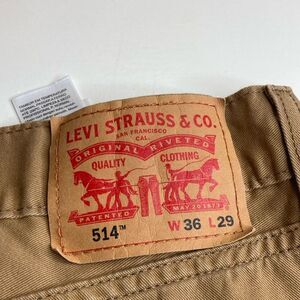 LEVI STRAUSS & CO.
SAN FRANCISCO
CAL.
ORIGINAL RIVETED
QUALITY CLOTHING
PATENTED MAY 20 1873
514™ W 36 L 29